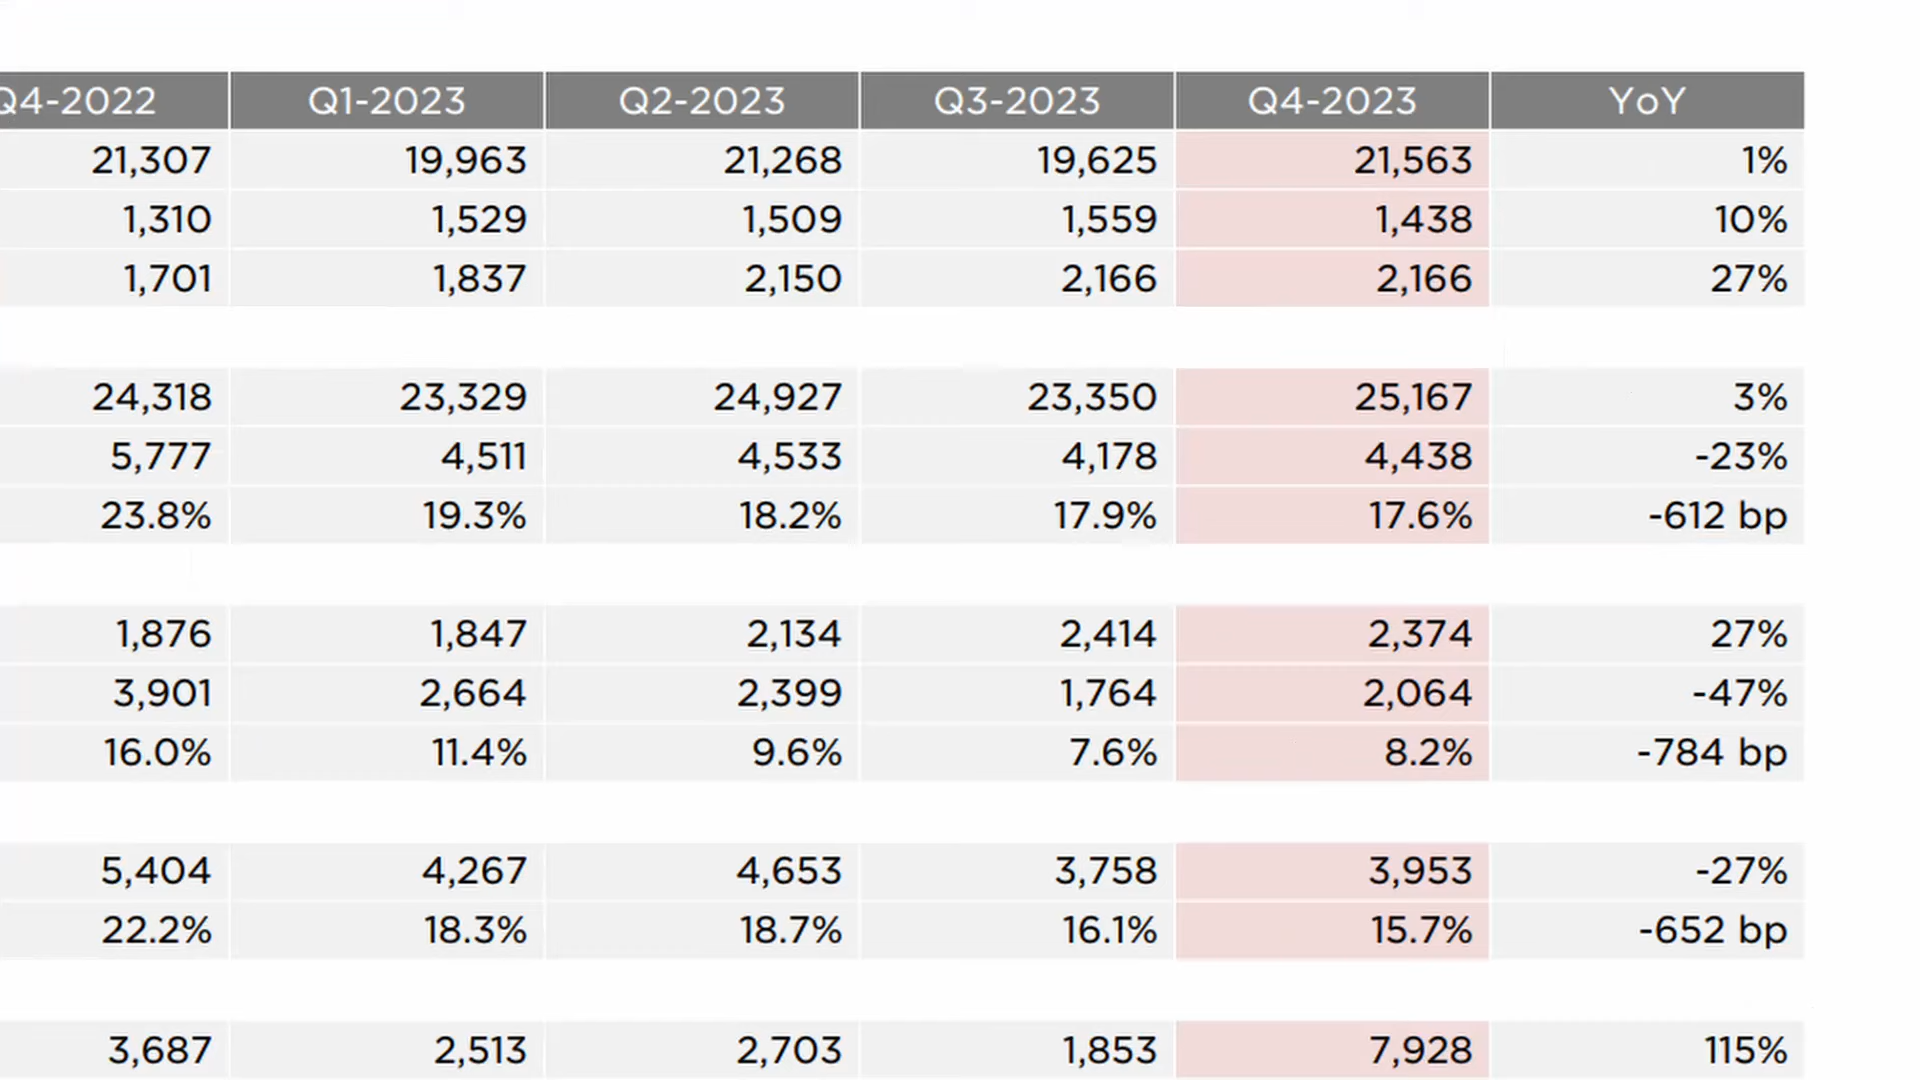 Q4-2022 Q1-2023 Q2-2023 Q3-2023 Q4-2023 YoY
21,307 19,963 21,268 19,625 21,563 1%
1,310 1,529 1,509 1,559 1,438 10%
1,701 1,837 2,150 2,166 2,166 27%
24,318 23,329 24,927 23,350 25,167 3%
5,777 4,511 4,533 4,178 4,438 -23%
23.8% 19.3% 18.2% 17.9% 17.6% -612 bp
1,876 1,847 2,134 2,414 2,374 27%
3,901 2,664 2,399 1,764 2,064 -47%
16.0% 11.4% 9.6% 7.6% 8.2% -784 bp
5,404 4,267 4,653 3,758 3,953 -27%
22.2% 18.3% 18.7% 16.1% 15.7% -652 bp
3,687 2,513 2,703 1,853 7,928 115%